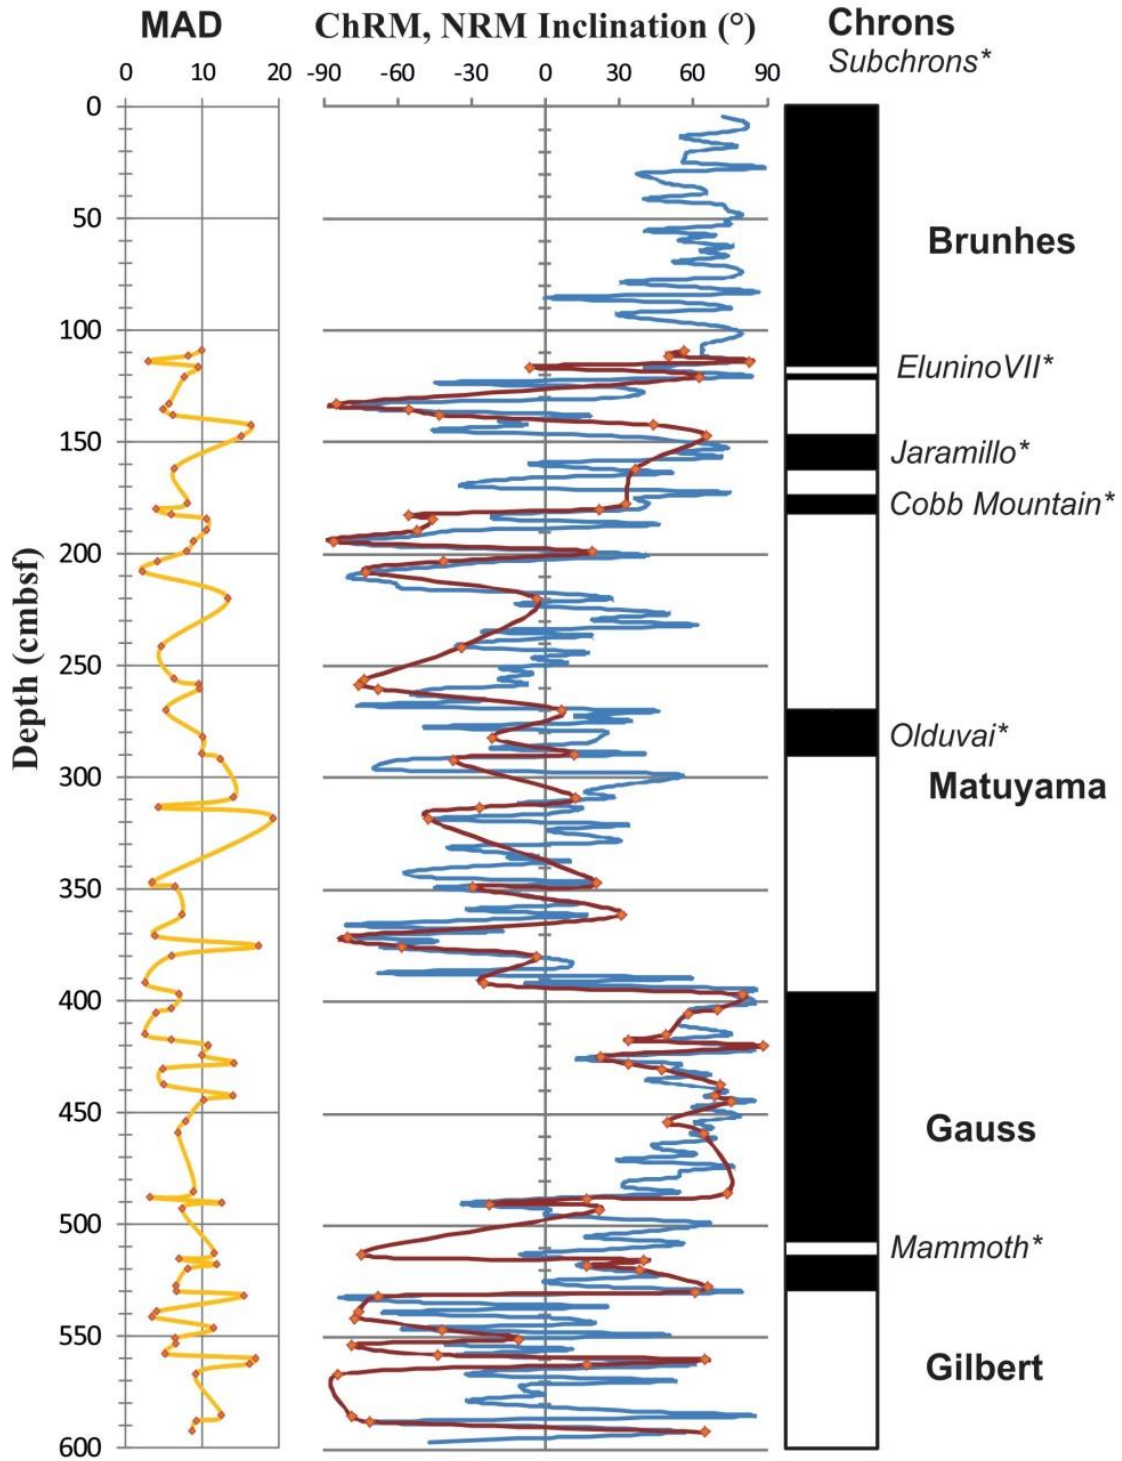 MAD
ChRM, NRM Inclination (°)
Chrons
Subchrons*
0 10 20
-90 -60 -30 0 30 60 90
0
50
100
150
200
250
300
350
400
450
500
550
600
Depth (cmbsf)
Brunhes
EluninoVII*
Jaramillo*
Cobb Mountain*
Olduvai*
Matuyama
Gauss
Mammoth*
Gilbert